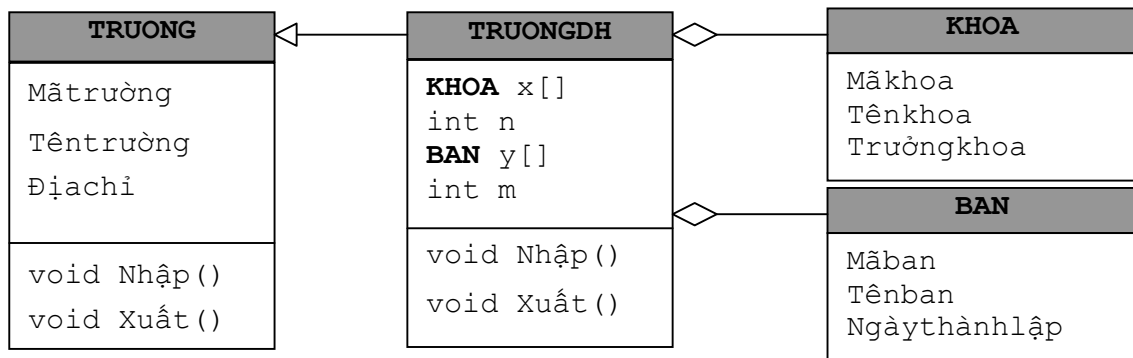 TRUONG
Mãtrường
Têntrường
Địachỉ
void Nhập()
void Xuất()
TRUONGDH
KHOA x[]
int n
BAN y[]
int m
void Nhập()
void Xuất()
KHOA
Mãkhoa
Tênkhoa
Trưởngkhoa
BAN
Mãban
Tênban
Ngàythànhlập